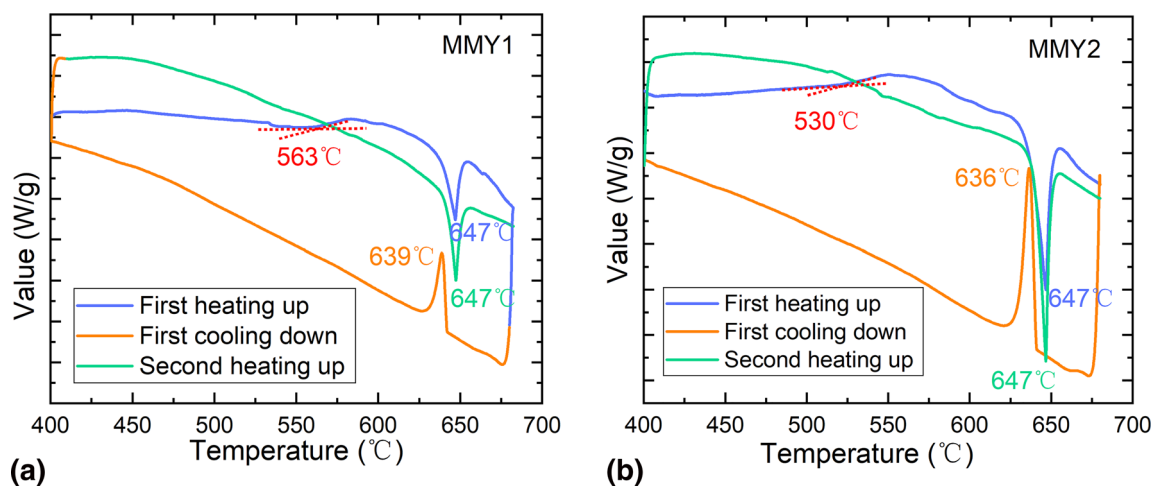 MMY1
563℃
647℃
639℃
647℃
First heating up
First cooling down
Second heating up
400 450 500 550 600 650 700
Temperature (℃)
Value (W/g)
(a)
MMY2
530℃
636℃
647℃
647℃
First heating up
First cooling down
Second heating up
400 450 500 550 600 650 700
Temperature (℃)
Value (W/g)
(b)